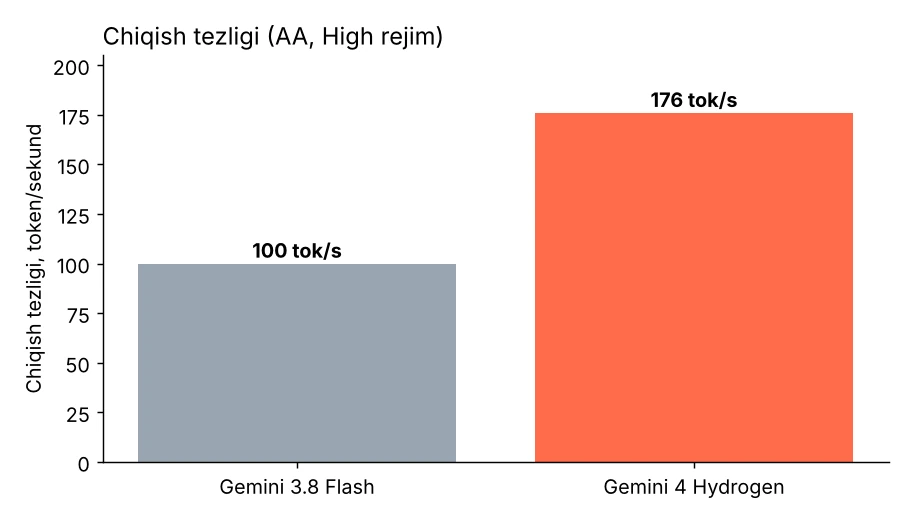 Chiqish tezligi (AA, High rejim)
Chiqish tezligi, token/sekund
200
175
150
125
100
75
50
25
0
100 tok/s
176 tok/s
Gemini 3.8 Flash
Gemini 4 Hydrogen